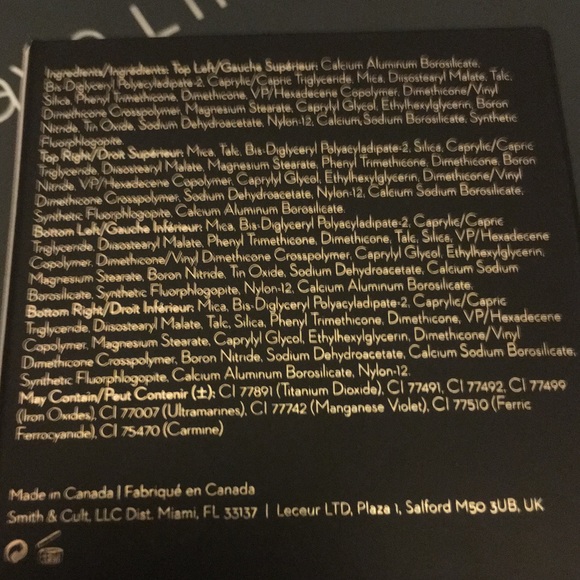 Ingredients/Ingrédients: Top Left/Gauche Supérieur: Calcium Aluminum Borosilicate,
Bis-Diglyceryl Polyacyladipate-2, Caprylic/Capric Triglyceride, Mica, Diisostearyl Malate, Talc,
Silica, Phenyl Trimethicone, Dimethicone, VP/Hexadecene Copolymer, Dimethicone/Vinyl
Dimethicone Crosspolymer, Magnesium Stearate, Caprylyl Glycol, Ethylhexylglycerin, Boron
Nitride, Tin Oxide, Sodium Dehydroacetate, Nylon-12, Calcium Sodium Borosilicate, Synthetic
Fluorphlogopite.
Top Right/Droit Supérieur: Mica, Talc, Bis-Diglyceryl Polyacyladipate-2, Silica, Caprylic/Capric
Triglyceride, Diisostearyl Malate, Magnesium Stearate, Phenyl Trimethicone, Dimethicone, Boron
Nitride, VP/Hexadecene Copolymer, Caprylyl Glycol, Ethylhexylglycerin, Dimethicone/Vinyl
Dimethicone Crosspolymer, Sodium Dehydroacetate, Nylon-12, Calcium Sodium Borosilicate,
Synthetic Fluorphlogopite, Calcium Aluminum Borosilicate.
Bottom Left/Gauche Inférieur: Mica, Bis-Diglyceryl Polyacyladipate-2, Caprylic/Capric
Triglyceride, Diisostearyl Malate, Phenyl Trimethicone, Dimethicone, Talc, Silica, VP/Hexadecene
Copolymer, Dimethicone/Vinyl Dimethicone Crosspolymer, Caprylyl Glycol, Ethylhexylglycerin,
Magnesium Stearate, Boron Nitride, Tin Oxide, Sodium Dehydroacetate, Calcium Sodium
Borosilicate, Synthetic Fluorphlogopite, Nylon-12, Calcium Aluminum Borosilicate.
Bottom Right/Droit Inférieur: Mica, Bis-Diglyceryl Polyacyladipate-2, Caprylic/Capric
Triglyceride, Diisostearyl Malate, Talc, Silica, Phenyl Trimethicone, Dimethicone, VP/Hexadecene
Copolymer, Magnesium Stearate, Caprylyl Glycol, Ethylhexylglycerin, Dimethicone/Vinyl
Dimethicone Crosspolymer, Boron Nitride, Sodium Dehydroacetate, Calcium Sodium Borosilicate,
Synthetic Fluorphlogopite, Calcium Aluminum Borosilicate, Nylon-12.
May Contain/Peut Contenir (±): CI 77891 (Titanium Dioxide), CI 77491, CI 77492, CI 77499
(Iron Oxides), CI 77007 (Ultramarines), CI 77742 (Manganese Violet), CI 77510 (Ferric
Ferrocyanide), CI 75470 (Carmine)
Made in Canada | Fabriqué en Canada
Smith & Cult, LLC Dist. Miami, FL 33137 | Leceur LTD, Plaza 1, Salford M50 3UB, UK